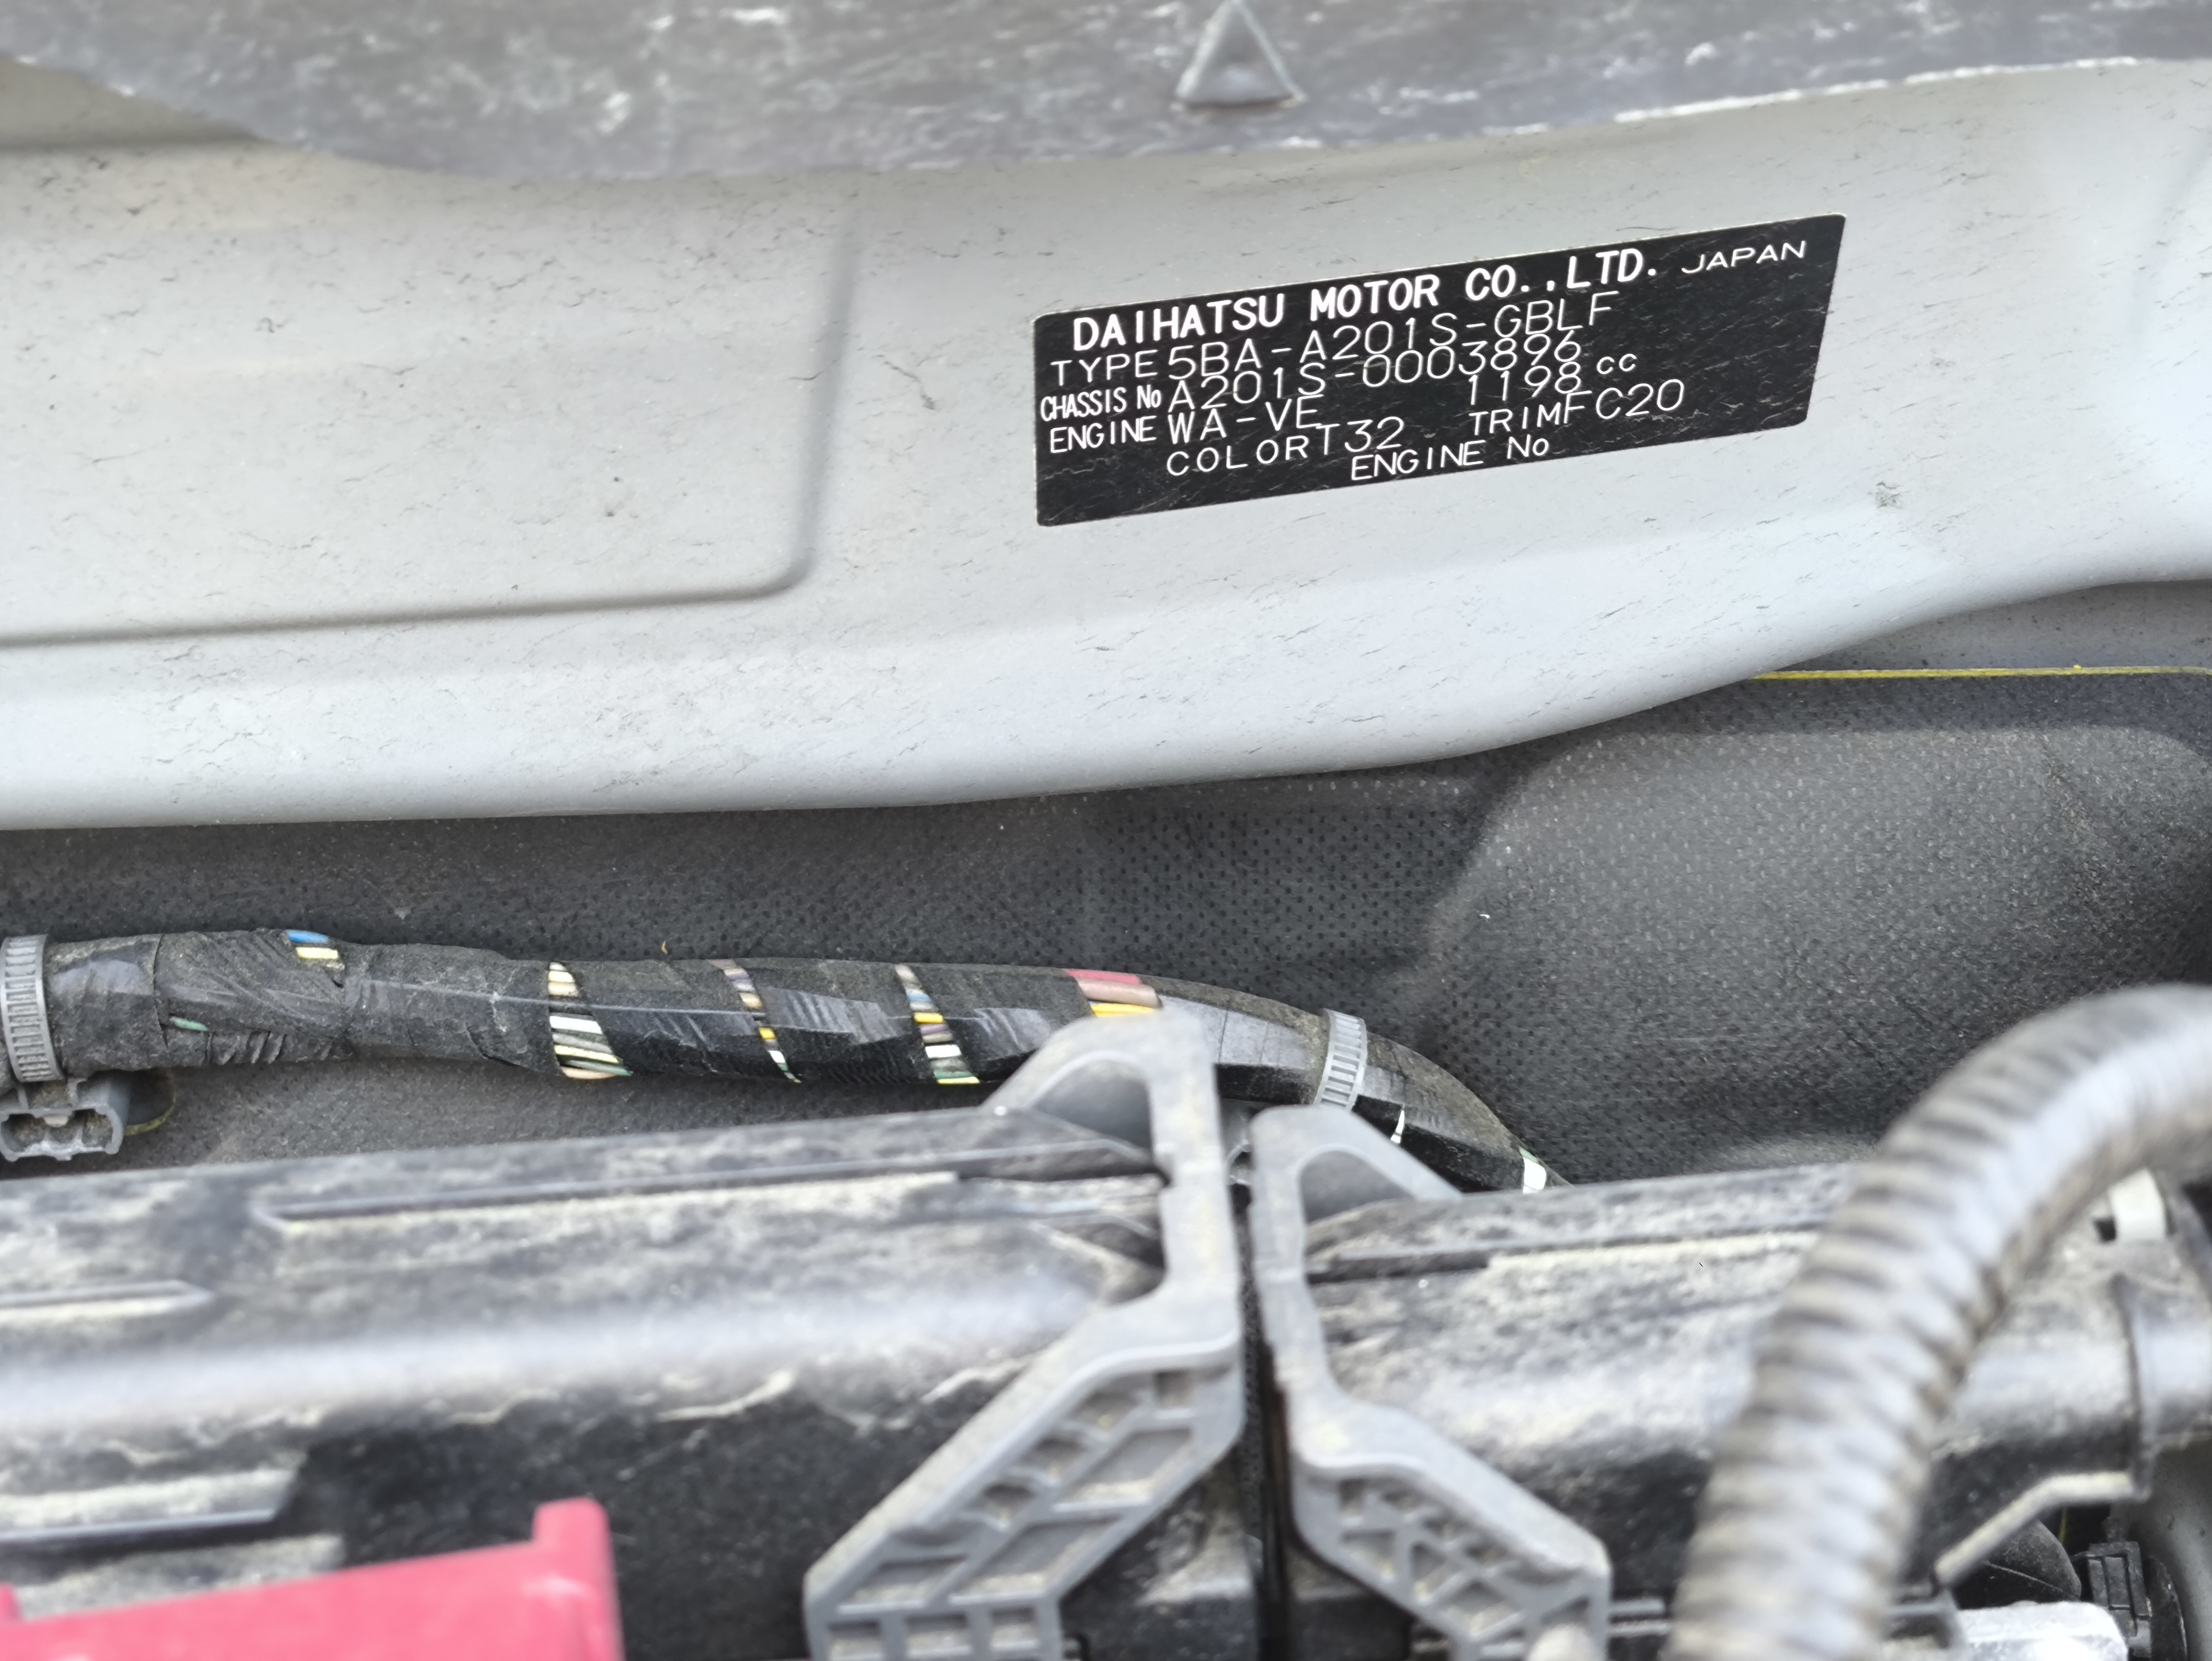 DAIHATSU MOTOR CO.,LTD. JAPAN
TYPE 5BA-A201S-GBLF
CHASSIS No A201S-0003896
ENGINE WA-VE 1198 cc
COLOR T32 TRIM FC20
ENGINE No